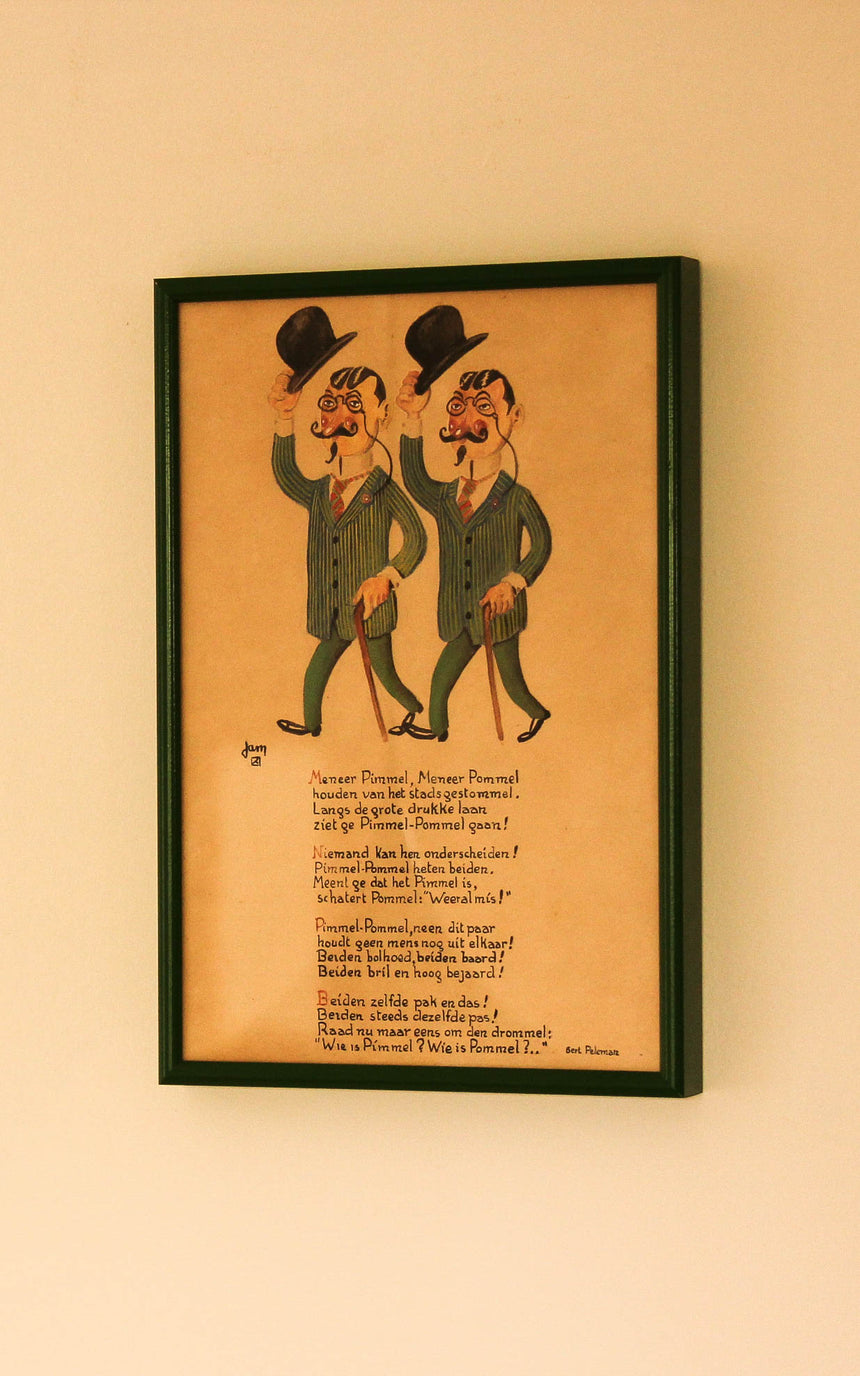 Jam
Meneer Pimmel, Meneer Pommel
houden van het stadsgestommel.
Langs de grote drukke laan
ziet ge Pimmel-Pommel gaan!
Niemand kan hen onderscheiden!
Pimmel-Pommel heten beiden.
Meent ge dat het Pimmel is,
schatert Pommel: "Weeral mis!"
Pimmel-Pommel, neen dit paar
houdt geen mens nog uit elkaar!
Beiden bolhoed, beiden baard!
Beiden bril en hoog bejaard!
Beiden zelfde pak en das!
Beiden steeds dezelfde pas!
Raad nu maar eens om den drommel:
"Wie is Pimmel? Wie is Pommel?.."
Bert Peleman